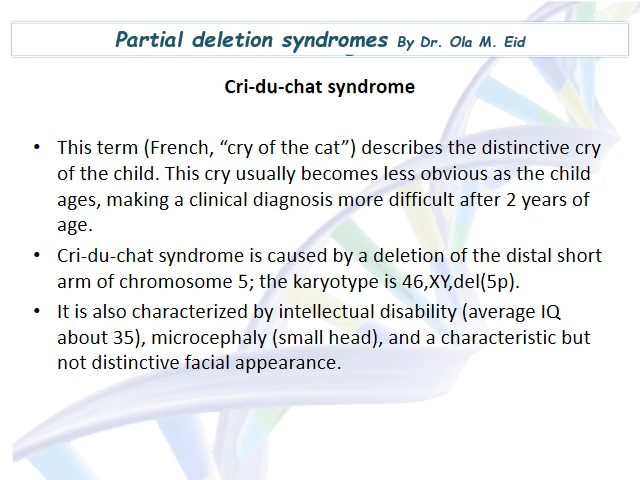 Partial deletion syndromes By Dr. Ola M. Eid
Cri-du-chat syndrome
• This term (French, “cry of the cat”) describes the distinctive cry
of the child. This cry usually becomes less obvious as the child
ages, making a clinical diagnosis more difficult after 2 years of
age.
• Cri-du-chat syndrome is caused by a deletion of the distal short
arm of chromosome 5; the karyotype is 46,XY,del(5p).
• It is also characterized by intellectual disability (average IQ
about 35), microcephaly (small head), and a characteristic but
not distinctive facial appearance.